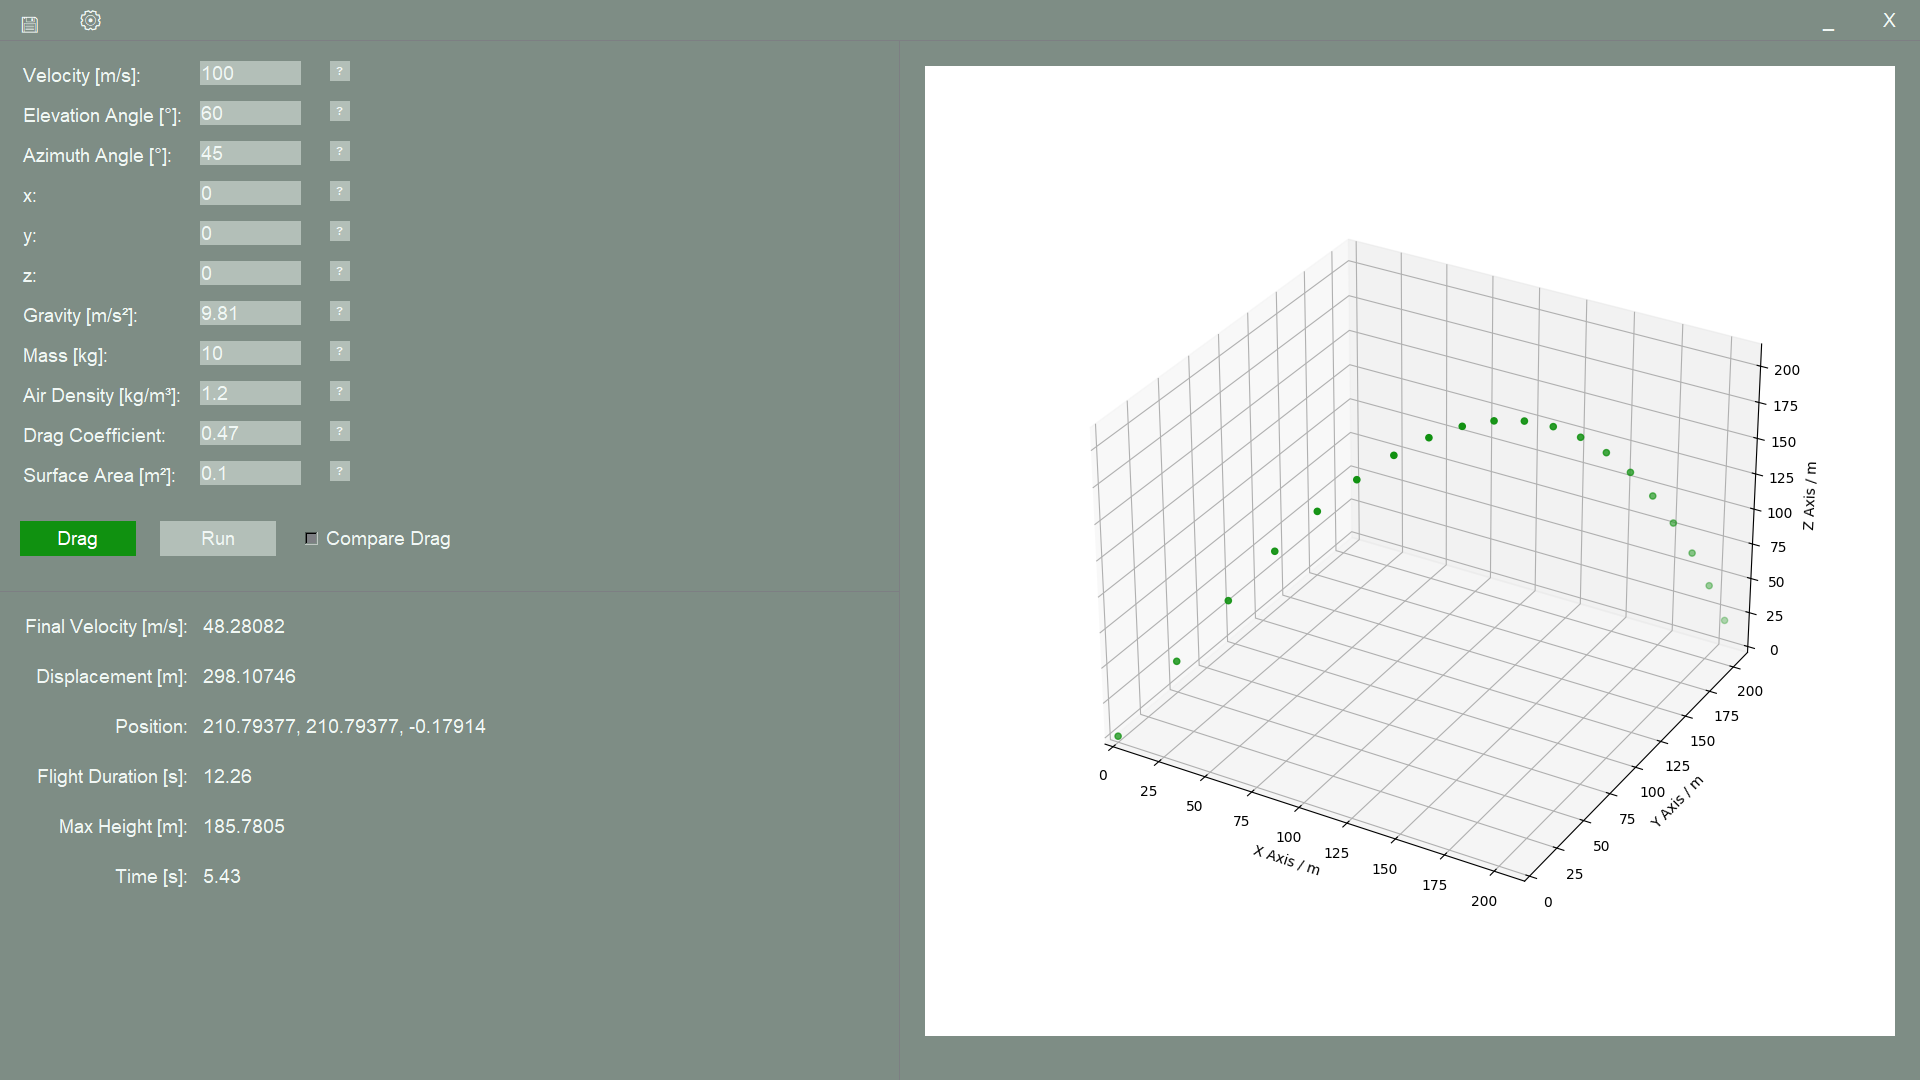 _ X
Velocity [m/s]: 100 ?
Elevation Angle [°]: 60 ?
Azimuth Angle [°]: 45 ?
x: 0 ?
y: 0 ?
z: 0 ?
Gravity [m/s²]: 9.81 ?
Mass [kg]: 10 ?
Air Density [kg/m³]: 1.2 ?
Drag Coefficient: 0.47 ?
Surface Area [m²]: 0.1 ?
Drag Run Compare Drag
Final Velocity [m/s]: 48.28082
Displacement [m]: 298.10746
Position: 210.79377, 210.79377, -0.17914
Flight Duration [s]: 12.26
Max Height [m]: 185.7805
Time [s]: 5.43
200
175
150
125
100
75
50
25
0
Z Axis / m
200
175
150
125
100
75
50
25
0
Y Axis / m
0
25
50
75
100
125
150
175
200
X Axis / m